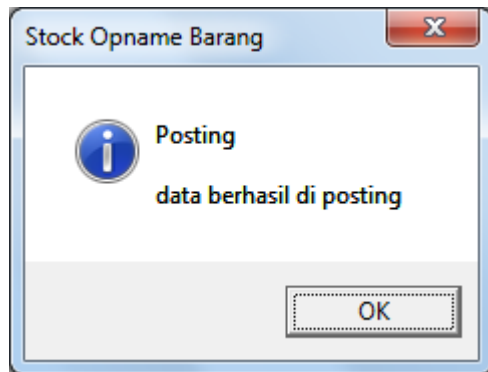 Stock Opname Barang
Posting
data berhasil di posting
OK